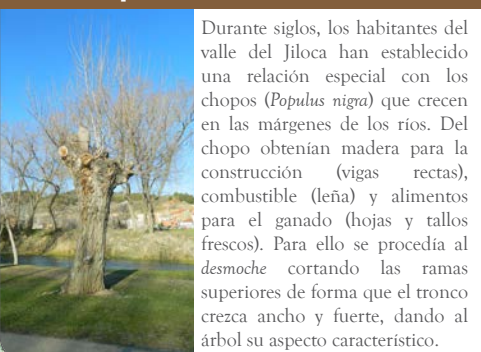 Durante siglos, los habitantes del
valle del Jiloca han establecido
una relación especial con los
chopos (Populus nigra) que crecen
en las márgenes de los ríos. Del
chopo obtenían madera para la
construcción (vigas rectas),
combustible (leña) y alimentos
para el ganado (hojas y tallos
frescos). Para ello se procedía al
desmoche cortando las ramas
superiores de forma que el tronco
crezca ancho y fuerte, dando al
árbol su aspecto característico.